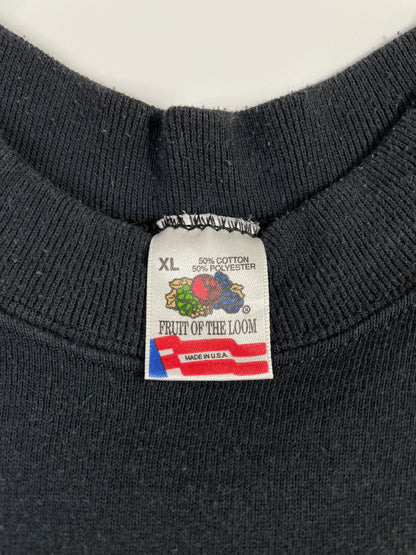 XL
50% COTTON
50% POLYESTER
®
FRUIT OF THE LOOM
MADE IN U.S.A.